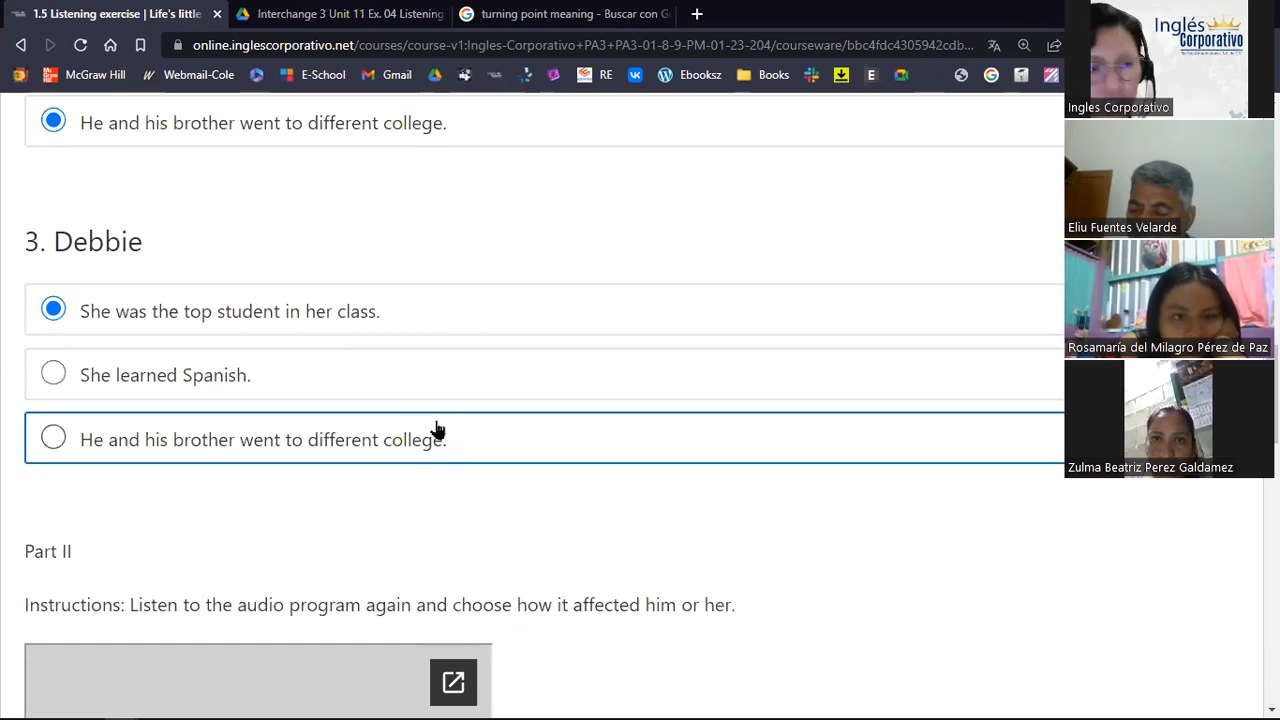 1.5 Listening exercise | Life's little
Interchange 3 Unit 11 Ex. 04 Listening
turning point meaning - Buscar con G
online.inglescorporativo.net/courses/course-v1:Ingles-Corporativo+PA3+PA3-01-8-9-PM-01-23-204/courseware/bbc4fdc4305942cdb...
McGraw Hill
Webmail-Cole
E-School
Gmail
RE
EduBisz
Books
He and his brother went to different college.
3. Debbie
She was the top student in her class.
She learned Spanish.
He and his brother went to different college.
Part II
Instructions: Listen to the audio program again and choose how it affected him or her.
Inglés
Corporativo
Ingles Corporativo
Eliu Fuentes Velarde
Rosamaría del Milagro Pérez de Paz
Zulma Beatriz Perez Galdamez